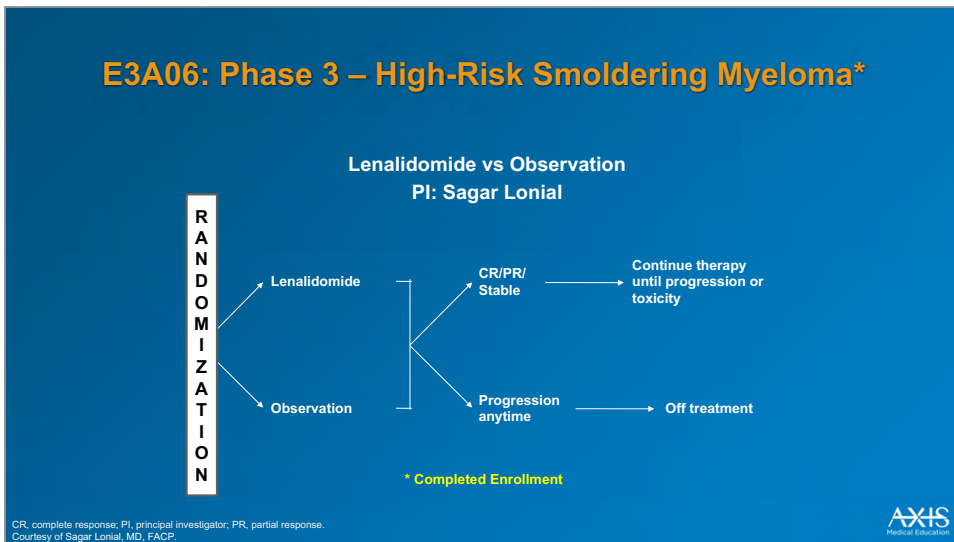 E3A06: Phase 3 – High-Risk Smoldering Myeloma*
Lenalidomide vs Observation
PI: Sagar Lonial
R
A
N
D
O
M
I
Z
A
T
I
O
N
Lenalidomide
Observation
CR/PR/
Stable
Continue therapy
until progression or
toxicity
Progression
anytime
Off treatment
* Completed Enrollment
CR, complete response; PI, principal investigator; PR, partial response.
Courtesy of Sagar Lonial, MD, FACP.
AXIS
Medical Education